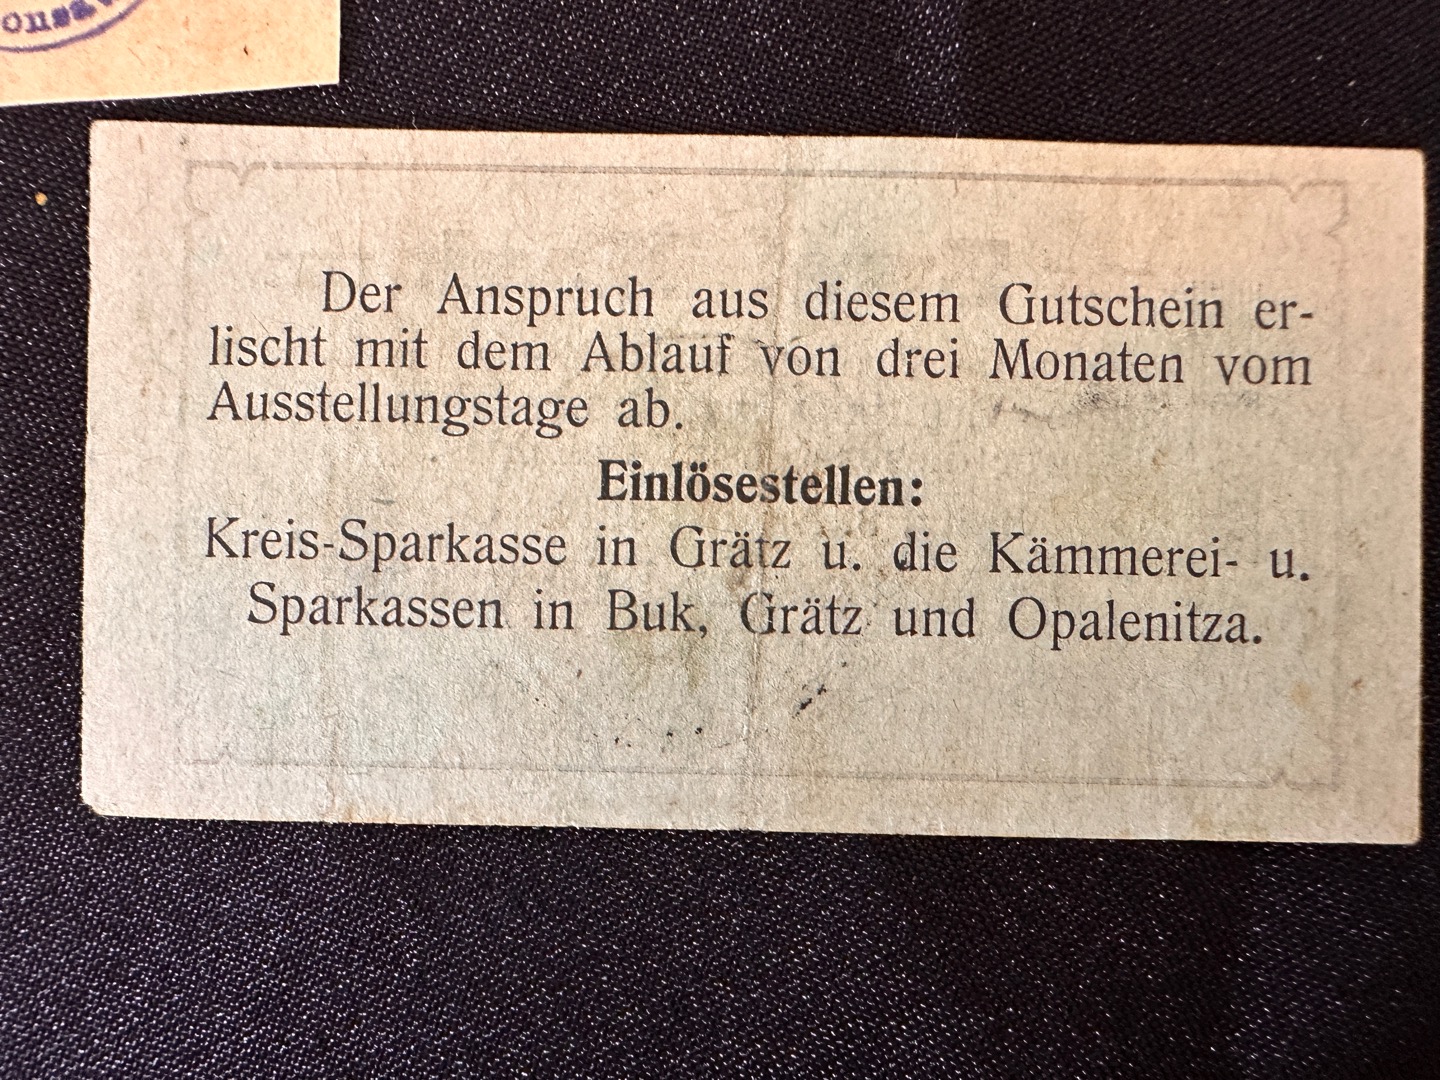 Der Anspruch aus diesem Gutschein er-
lischt mit dem Ablauf von drei Monaten vom
Ausstellungstage ab.
Einlösestellen:
Kreis-Sparkasse in Grätz u. die Kämmerei- u.
Sparkassen in Buk, Grätz und Opalenitza.